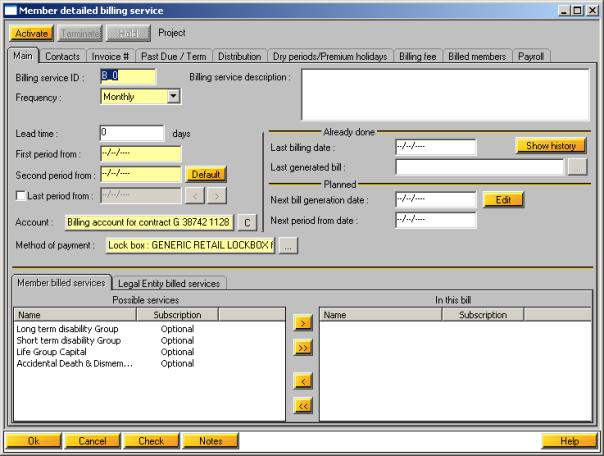 Member detailed billing service
Activate Terminate Hold Project
Main Contacts Invoice # Past Due / Term Distribution Dry periods/Premium holidays Billing fee Billed members Payroll
Billing service ID : B_0 Billing service description :
Frequency : Monthly
Lead time : 0 days
First period from : --/--/----
Second period from : --/--/---- Default
Last period from : --/--/---- < >
Account : Billing account for contract G 38742 1128 C
Method of payment : Lock box : GENERIC RETAIL LOCKBOX f ...
Already done
Last billing date : --/--/---- Show history
Last generated bill :
Planned
Next bill generation date : --/--/---- Edit
Next period from date : --/--/----
Member billed services Legal Entity billed services
Possible services
Name Subscription
Long term disability Group Optional
Short term disability Group Optional
Life Group Capital Optional
Accidental Death & Dismem... Optional
>
>>
<
<<
In this bill
Name Subscription
Ok Cancel Check Notes Help